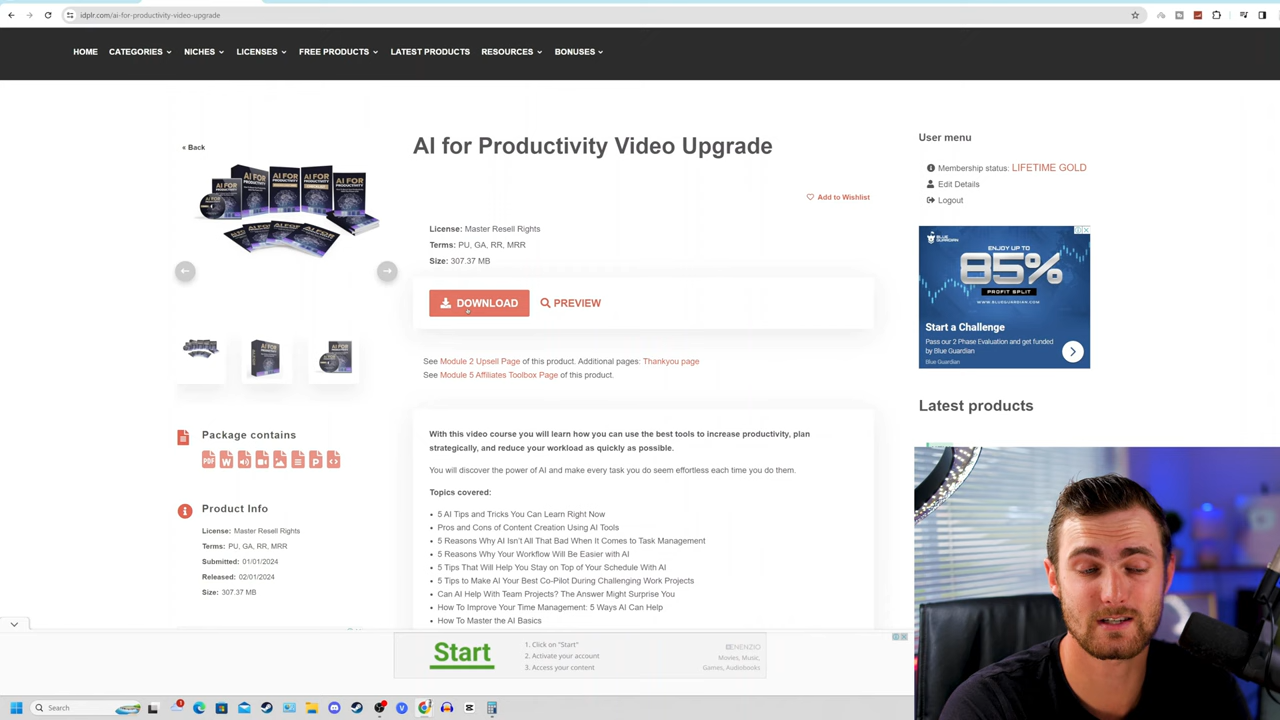 idplr.com/ai-for-productivity-video-upgrade
HOME
CATEGORIES
NICHES
LICENSES
FREE PRODUCTS
LATEST PRODUCTS
RESOURCES
BONUSES
« Back
AI for Productivity Video Upgrade
Add to Wishlist
License: Master Resell Rights
Terms: PU, GA, RR, MRR
Size: 307.37 MB
DOWNLOAD
PREVIEW
See Module 2 Upsell Page of this product. Additional pages: Thankyou page
See Module 5 Affiliates Toolbox Page of this product.
Package contains
Product Info
License: Master Resell Rights
Terms: PU, GA, RR, MRR
Submitted: 01/01/2024
Released: 02/01/2024
Size: 307.37 MB
With this video course you will learn how you can use the best tools to increase productivity, plan
strategically, and reduce your workload as quickly as possible.
You will discover the power of AI and make every task you do seem effortless each time you do them.
Topics covered:
• 5 AI Tips and Tricks You Can Learn Right Now
• Pros and Cons of Content Creation Using AI Tools
• 5 Reasons Why AI Isn't All That Bad When It Comes to Task Management
• 5 Reasons Why Your Workflow Will Be Easier with AI
• 5 Tips That Will Help You Stay on Top of Your Schedule With AI
• 5 Tips to Make AI Your Best Co-Pilot During Challenging Work Projects
• Can AI Help With Team Projects? The Answer Might Surprise You
• How To Improve Your Time Management: 5 Ways AI Can Help
• How To Master the AI Basics
User menu
Membership status: LIFETIME GOLD
Edit Details
Logout
BLUE GUARDIAN
ENJOY UP TO
85%
PROFIT SPLIT
WWW.BLUEGUARDIAN.COM
Start a Challenge
Pass our 2 Phase Evaluation and get funded
by Blue Guardian
Blue Guardian
Latest products
Start
1. Click on "Start"
2. Activate your account
3. Access your content
ENENZIO
Movies, Music,
Games, Audiobooks
Search